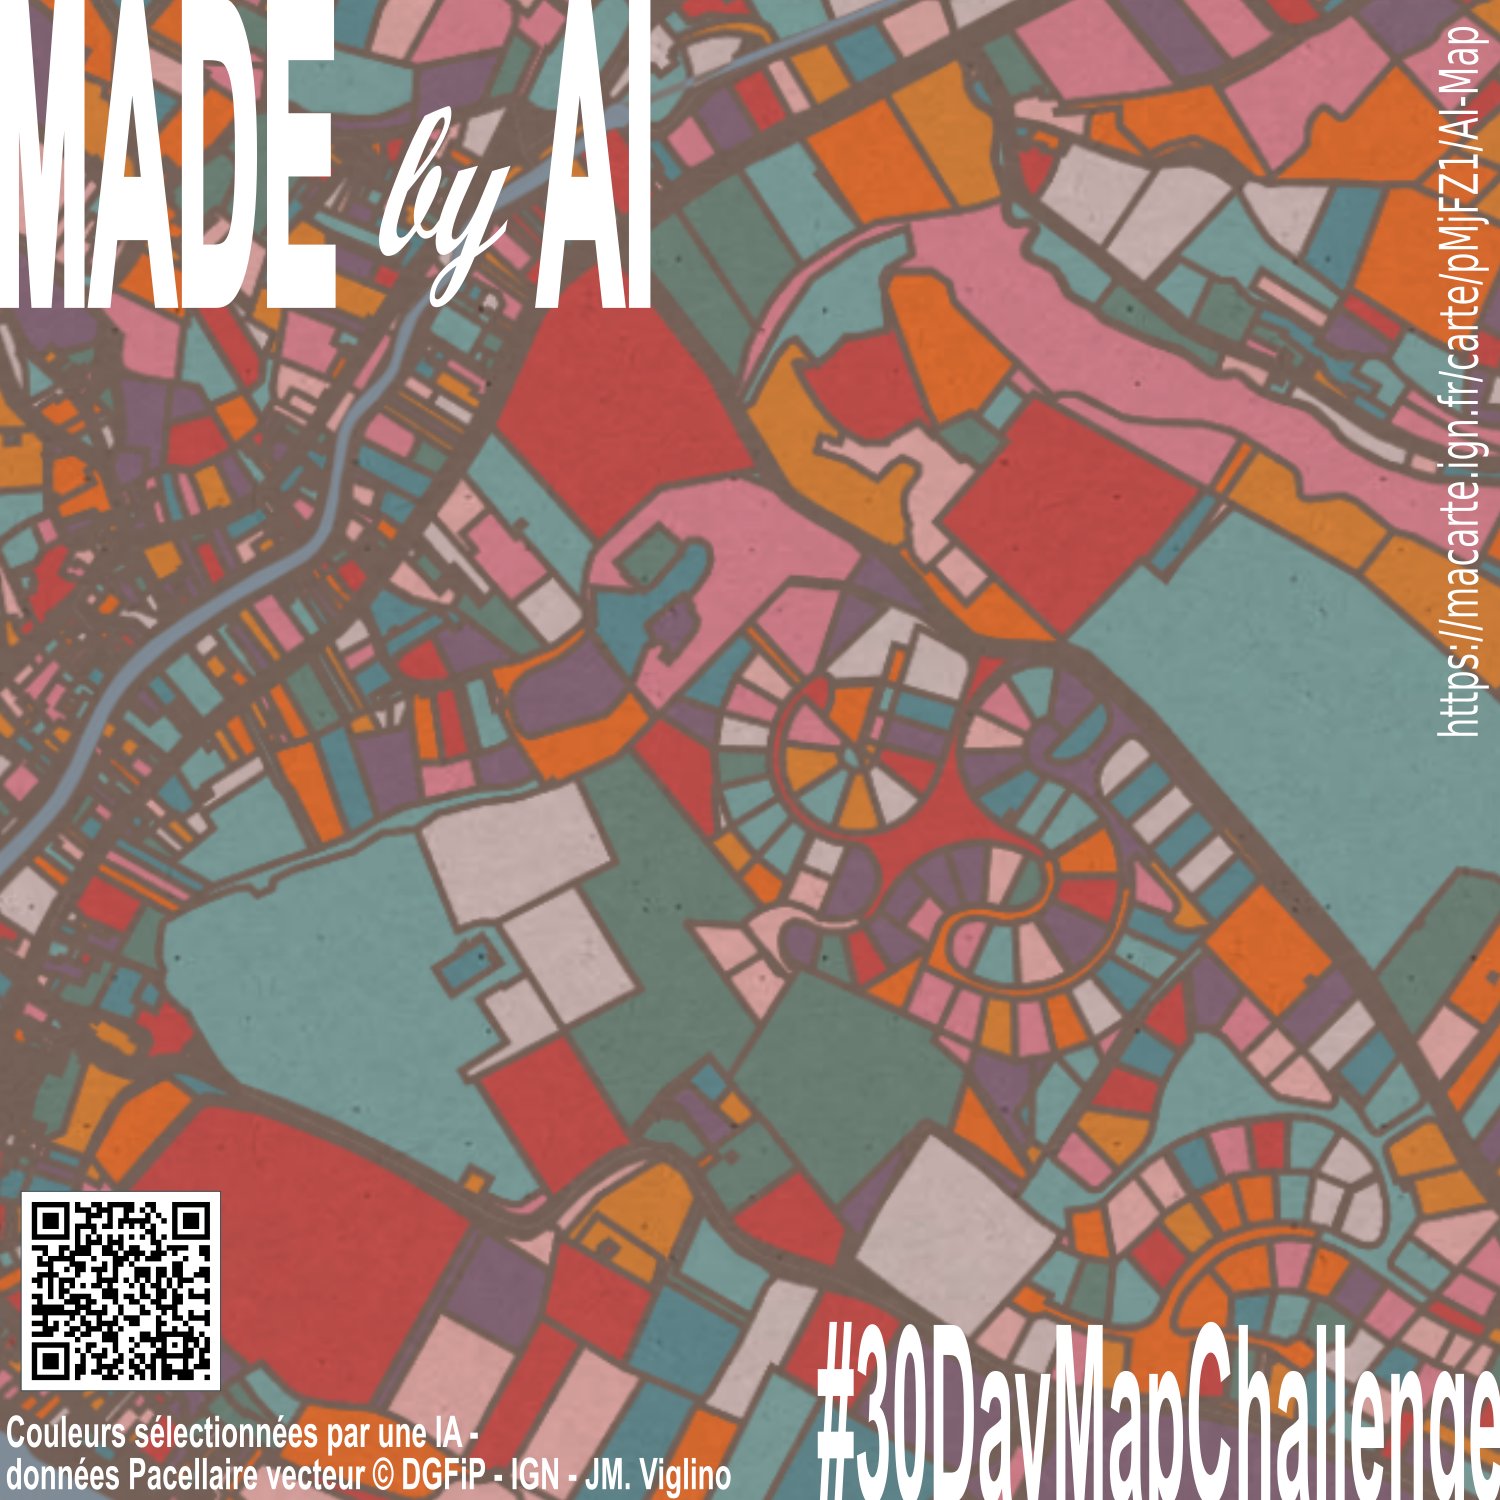 MADE by AI
https://macarte.ign.fr/carte/pMjFZ1/AI-Map
Couleurs sélectionnées par une IA -
données Pacellaire vecteur © DGFiP - IGN - JM. Viglino
#30DayMapChallenge